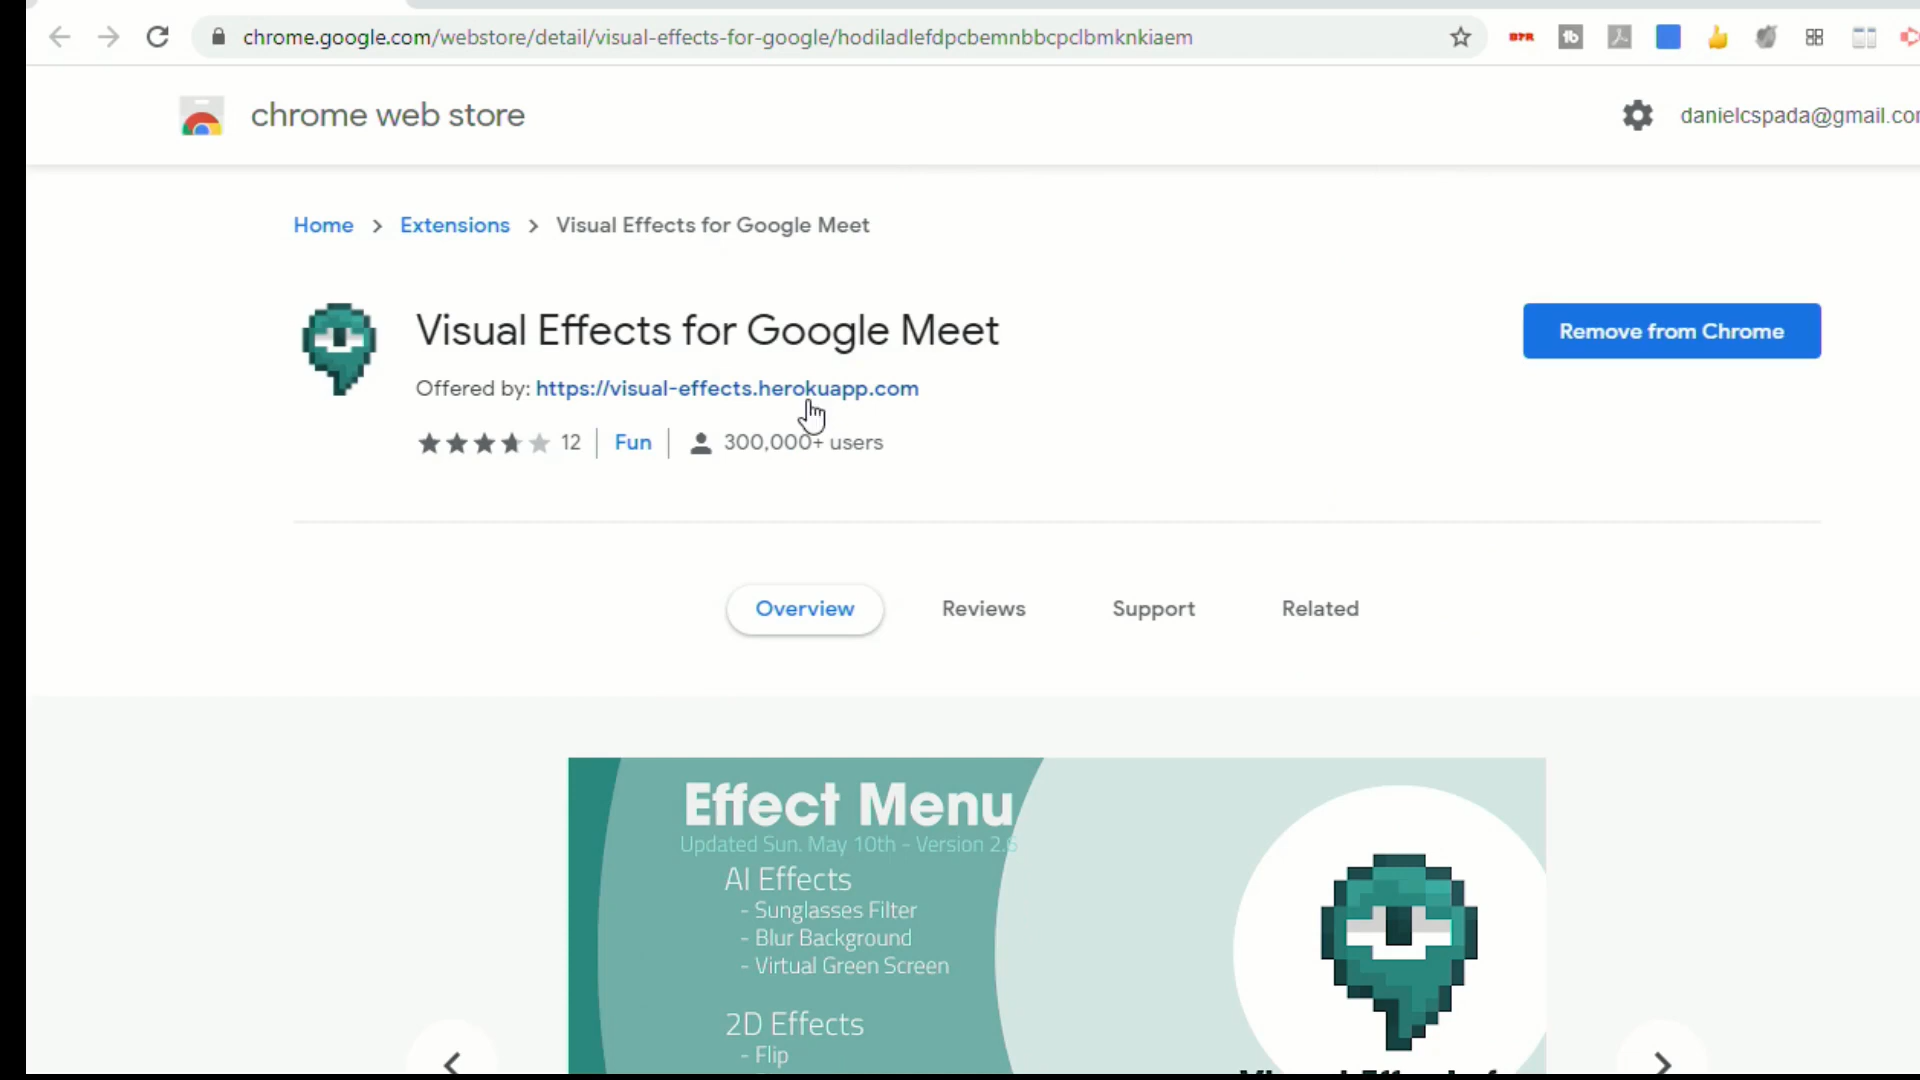 chrome.google.com/webstore/detail/visual-effects-for-google/hodiladlefdpcbemnbbcpclbmknkiaem
BTR
tb
chrome web store
danielcspada@gmail.co
Home > Extensions > Visual Effects for Google Meet
Visual Effects for Google Meet
Remove from Chrome
Offered by: https://visual-effects.herokuapp.com
12 Fun 300,000+ users
Overview Reviews Support Related
Effect Menu
Updated Sun. May 10th - Version 2.6
AI Effects
- Sunglasses Filter
- Blur Background
- Virtual Green Screen
2D Effects
- Flip